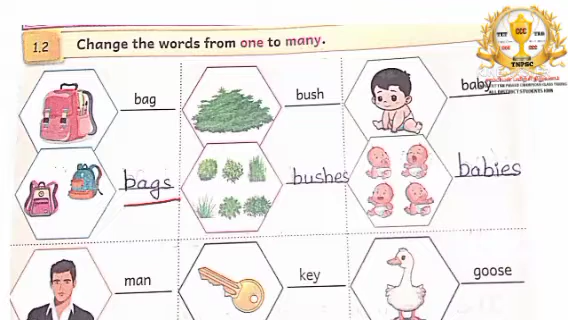 1.2 Change the words from one to many.
bag
bush
baby
bags
bushes
babies
man
key
goose
CCC
TNPSC